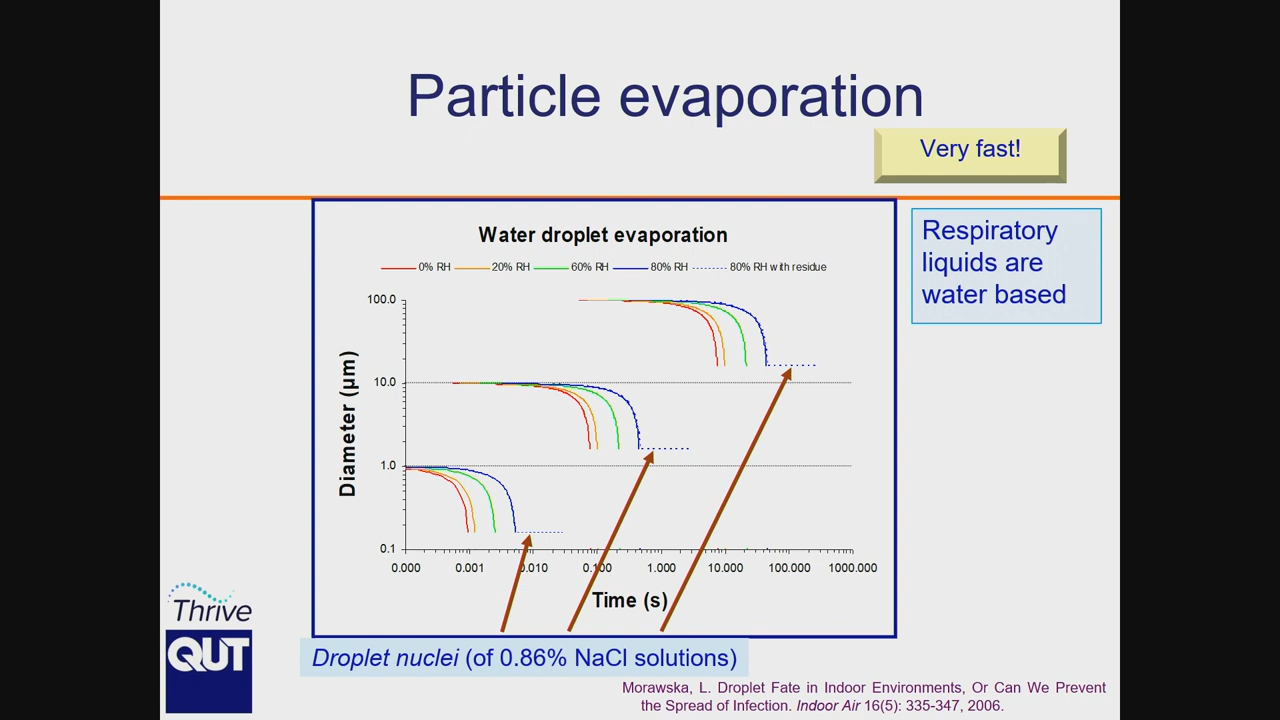 Particle evaporation
Very fast!
Respiratory
liquids are
water based
Water droplet evaporation
0% RH 20% RH 60% RH 80% RH 80% RH with residue
Diameter (µm)
100.0
10.0
1.0
0.1
0.000 0.001 0.010 0.100 1.000 10.000 100.000 1000.000
Time (s)
Thrive
QUT
Droplet nuclei (of 0.86% NaCl solutions)
Morawska, L. Droplet Fate in Indoor Environments, Or Can We Prevent
the Spread of Infection. Indoor Air 16(5): 335-347, 2006.